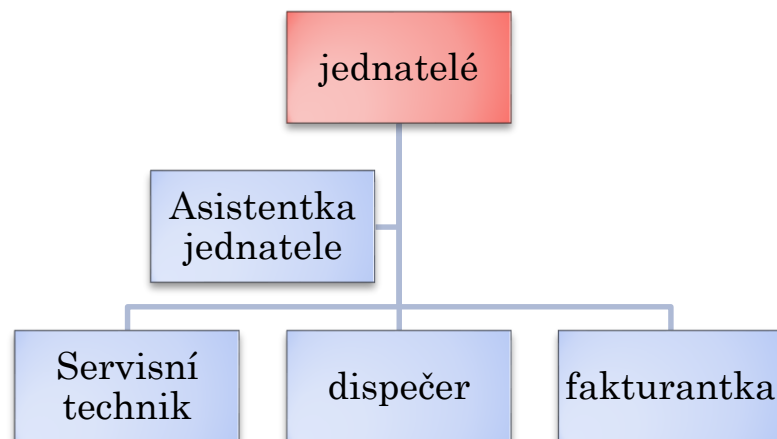 jednatelé
Asistentka
jednatele
Servisní
technik
dispečer
fakturantka